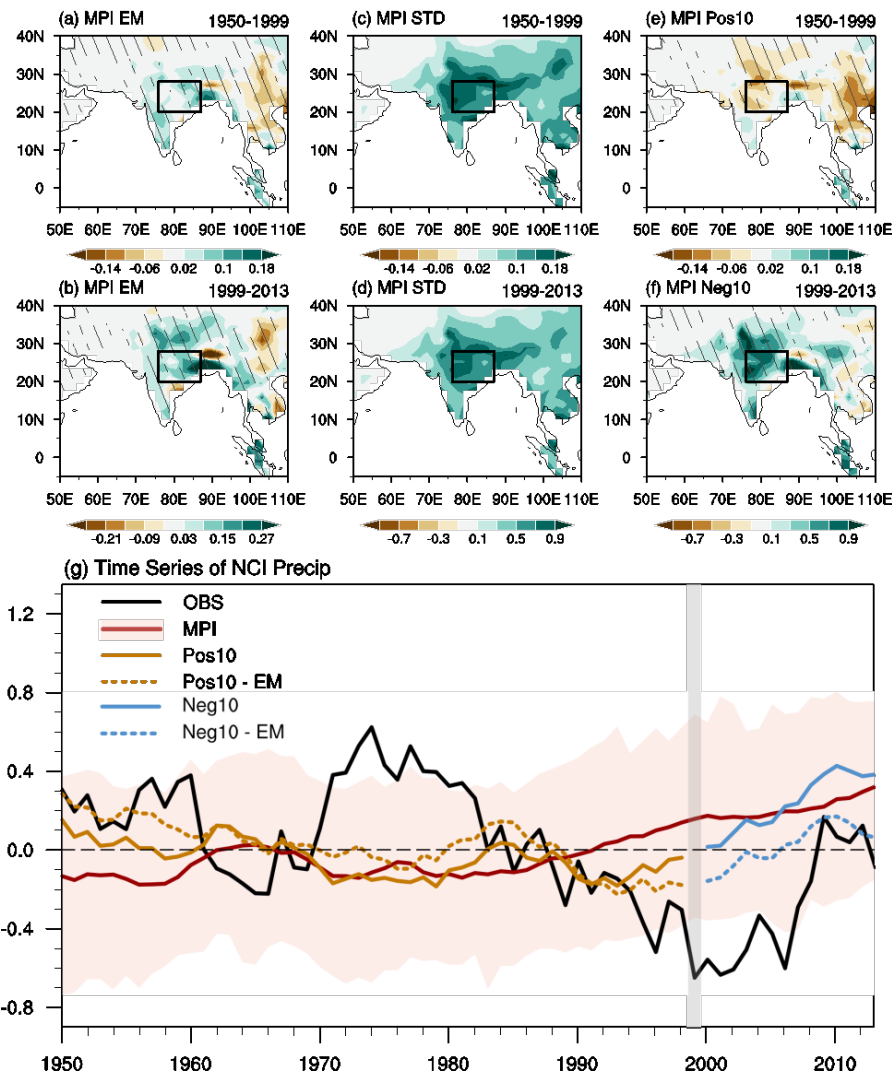 (a) MPI EM 1950-1999
(c) MPI STD 1950-1999
(e) MPI Pos10 1950-1999
40N 40N 40N
30N 30N 30N
20N 20N 20N
10N 10N 10N
0 0 0
50E 60E 70E 80E 90E 100E 110E
50E 60E 70E 80E 90E 100E 110E
50E 60E 70E 80E 90E 100E 110E
-0.14 -0.06 0.02 0.1 0.18
-0.14 -0.06 0.02 0.1 0.18
-0.14 -0.06 0.02 0.1 0.18
(b) MPI EM 1999-2013
(d) MPI STD 1999-2013
(f) MPI Neg10 1999-2013
40N 40N 40N
30N 30N 30N
20N 20N 20N
10N 10N 10N
0 0 0
50E 60E 70E 80E 90E 100E 110E
50E 60E 70E 80E 90E 100E 110E
50E 60E 70E 80E 90E 100E 110E
-0.21 -0.09 0.03 0.15 0.27
-0.7 -0.3 0.1 0.5 0.9
-0.7 -0.3 0.1 0.5 0.9
(g) Time Series of NCI Precip
OBS
MPI
Pos10
Pos10 - EM
Neg10
Neg10 - EM
1.2
0.8
0.4
0.0
-0.4
-0.8
1950 1960 1970 1980 1990 2000 2010